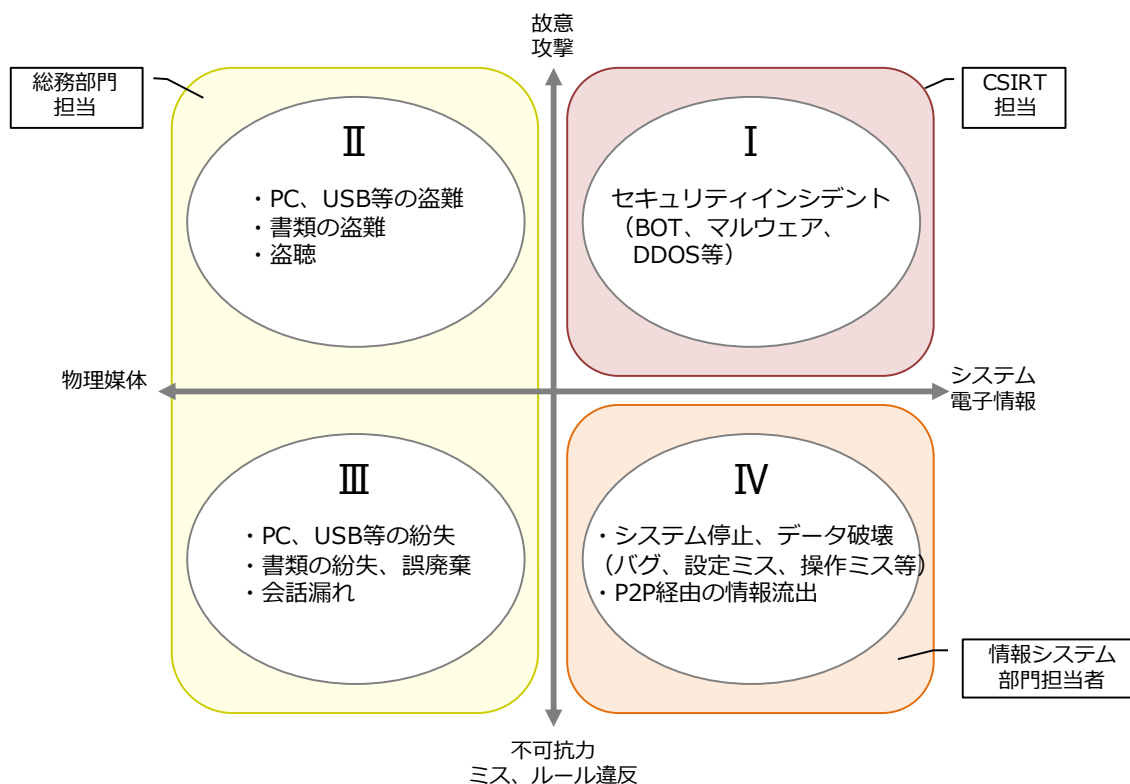 故意
攻撃
総務部門
担当
CSIRT
担当
Ⅱ
・PC、USB等の盗難
・書類の盗難
・盗聴
Ⅰ
セキュリティインシデント
（BOT、マルウェア、
DDOS等）
物理媒体
システム
電子情報
Ⅲ
・PC、USB等の紛失
・書類の紛失、誤廃棄
・会話漏れ
Ⅳ
・システム停止、データ破壊
（バグ、設定ミス、操作ミス等）
・P2P経由の情報流出
情報システム
部門担当者
不可抗力
ミス、ルール違反